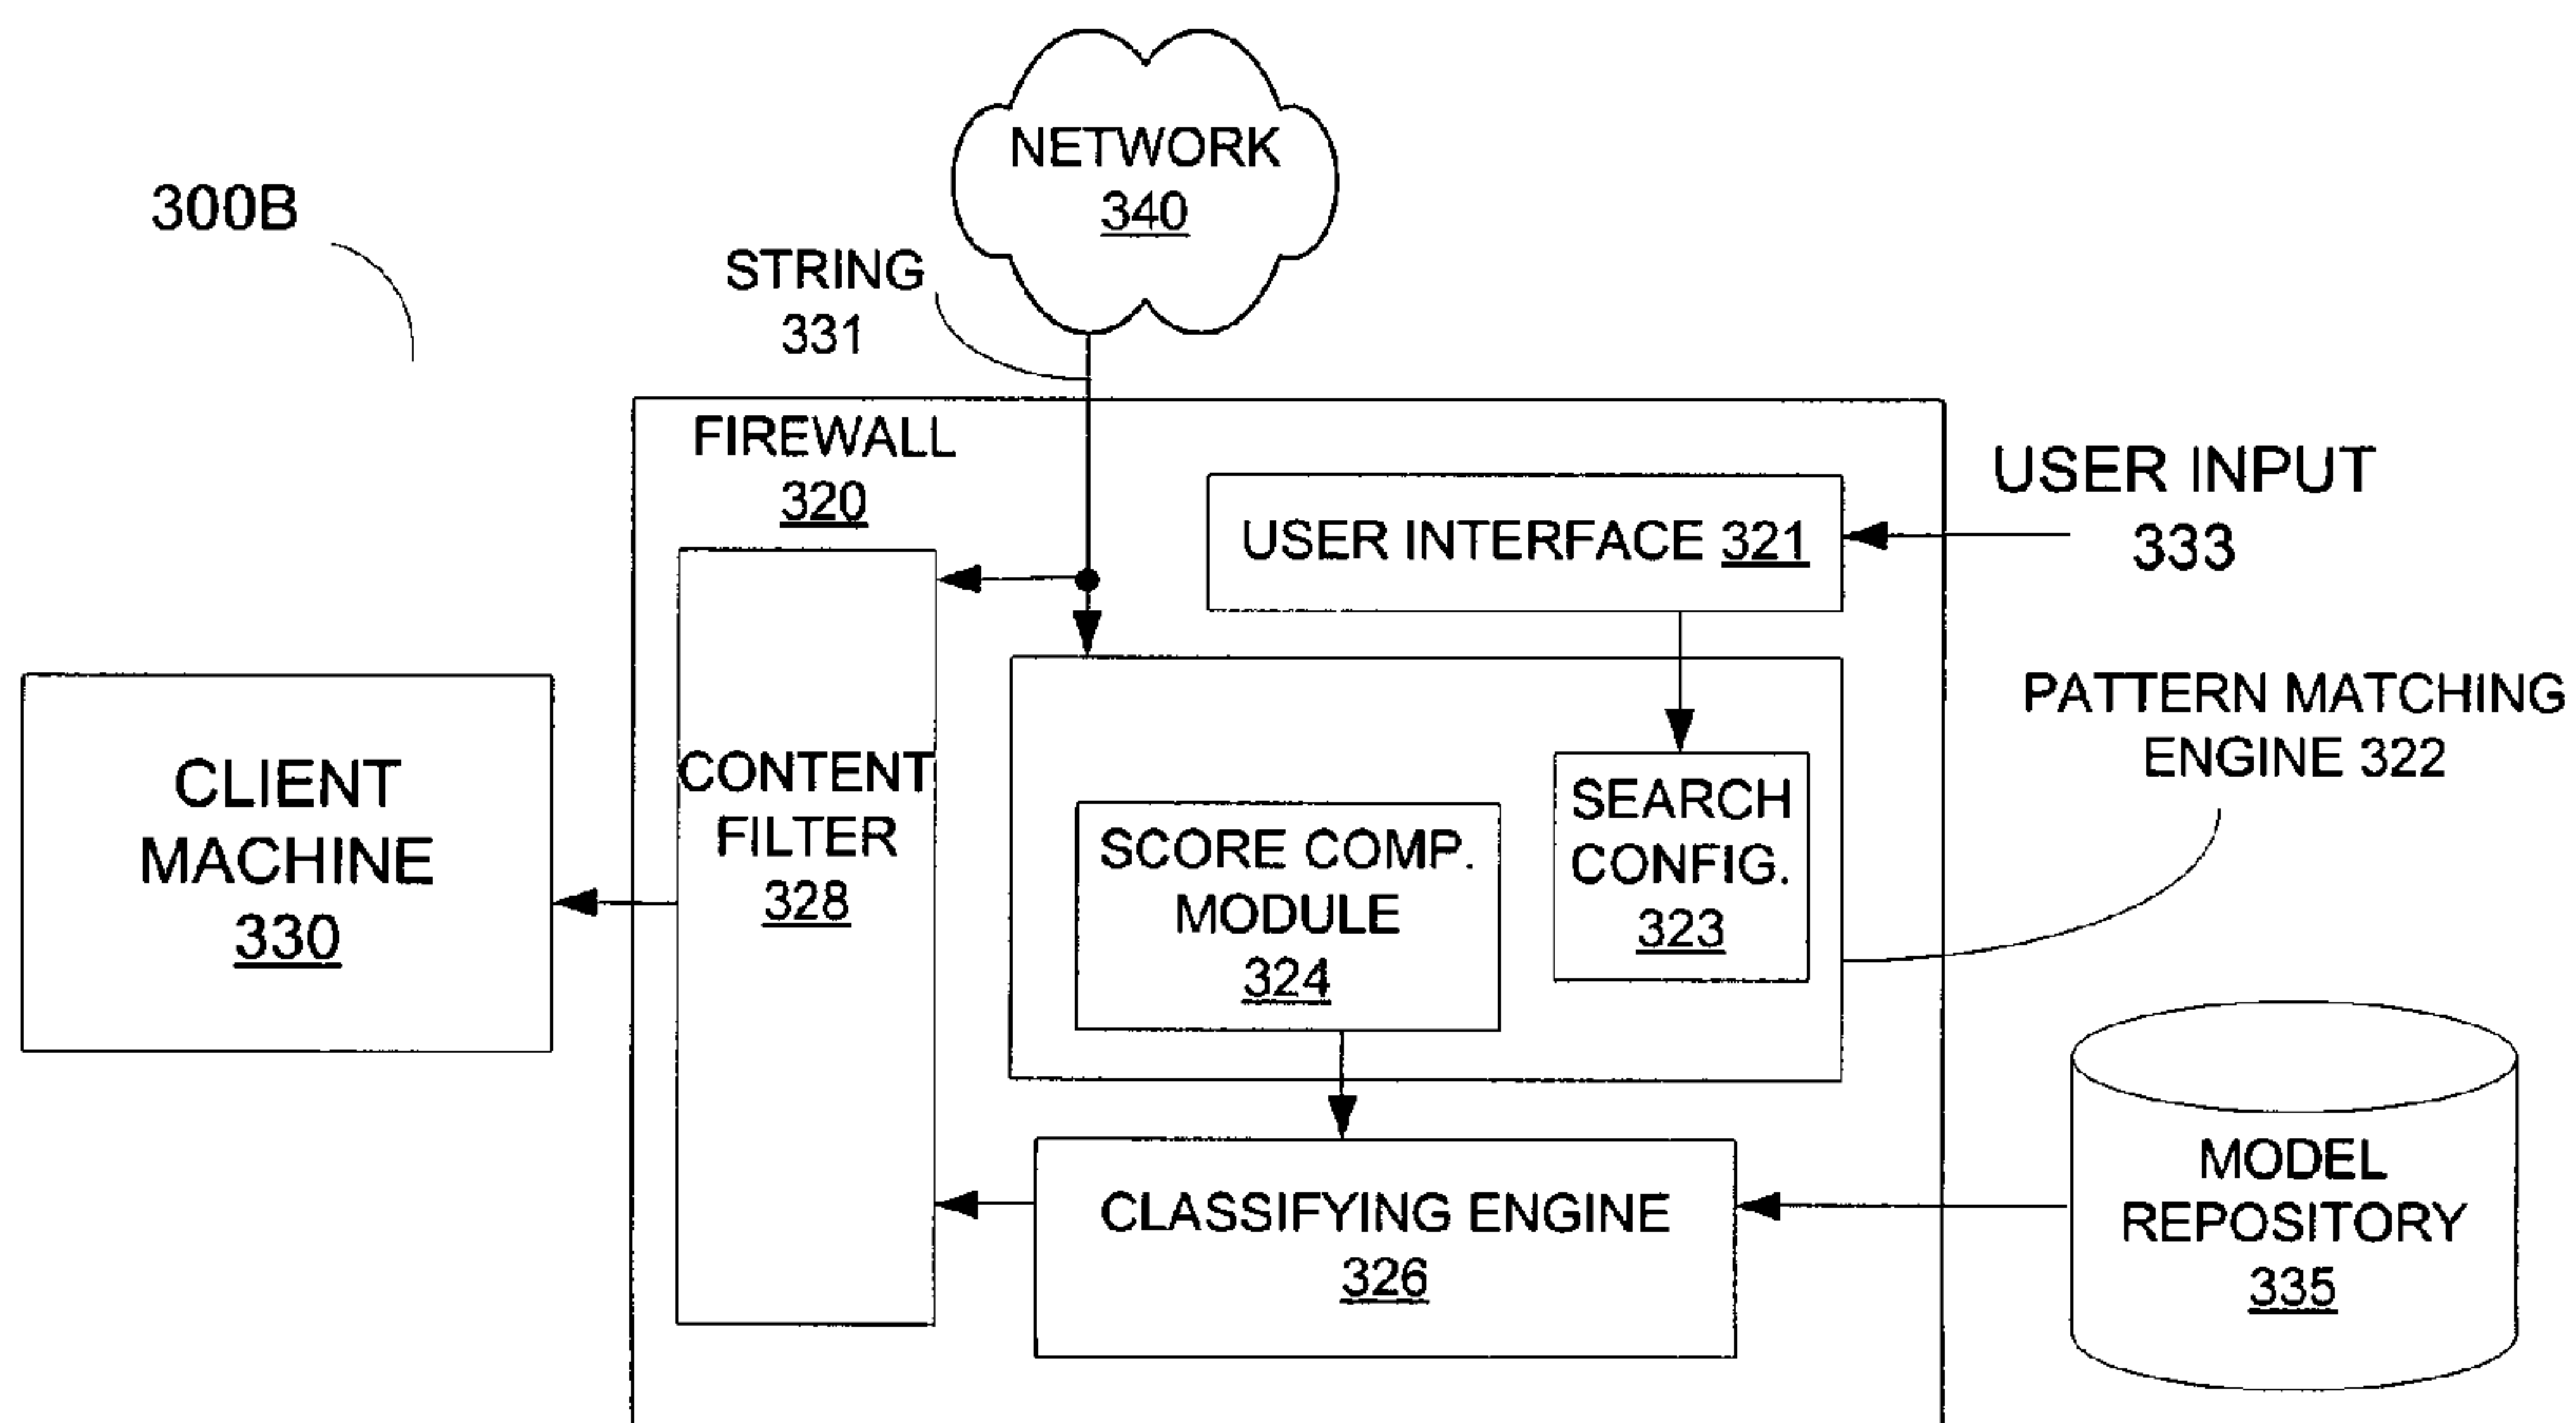 NETWORK
340
300B
STRING
331
FIREWALL
320
USER INTERFACE 321
USER INPUT
333
PATTERN MATCHING
ENGINE 322
CLIENT
MACHINE
330
CONTENT
FILTER
328
SCORE COMP.
MODULE
324
SEARCH
CONFIG.
323
CLASSIFYING ENGINE
326
MODEL
REPOSITORY
335